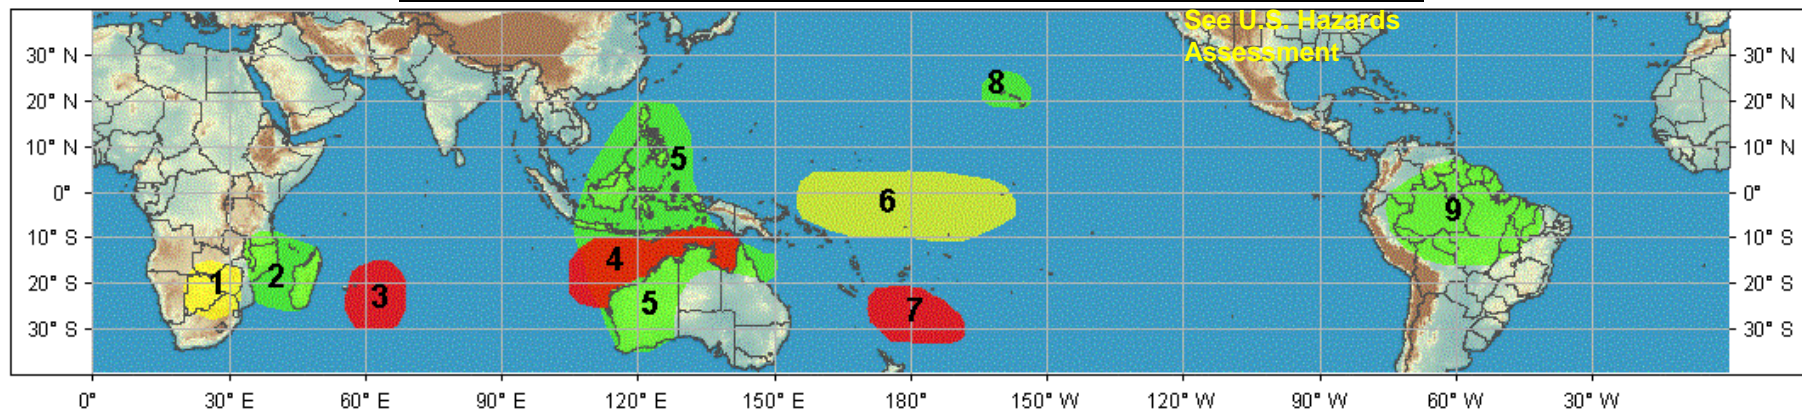 See U.S. Hazards
Assessment
30° N
30° N
8
20° N
20° N
10° N
5
10° N
0°
6
9
0°
10° S
10° S
4
1
2
20° S
3
5
7
20° S
30° S
30° S
0°
30° E
60° E
90° E
120° E
150° E
180°
150° W
120° W
90° W
60° W
30° W